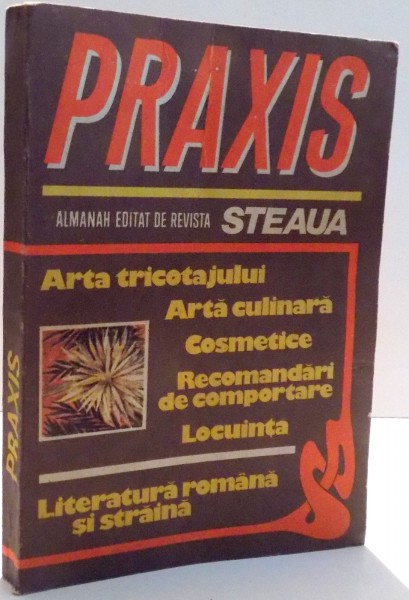 PRAXIS
ALMANAH EDITAT DE REVISTA STEAUA
Arta tricotajului
Artă culinară
Cosmetice
Recomandări
de comportare
Locuința
Literatură română
și străină
PRAXIS